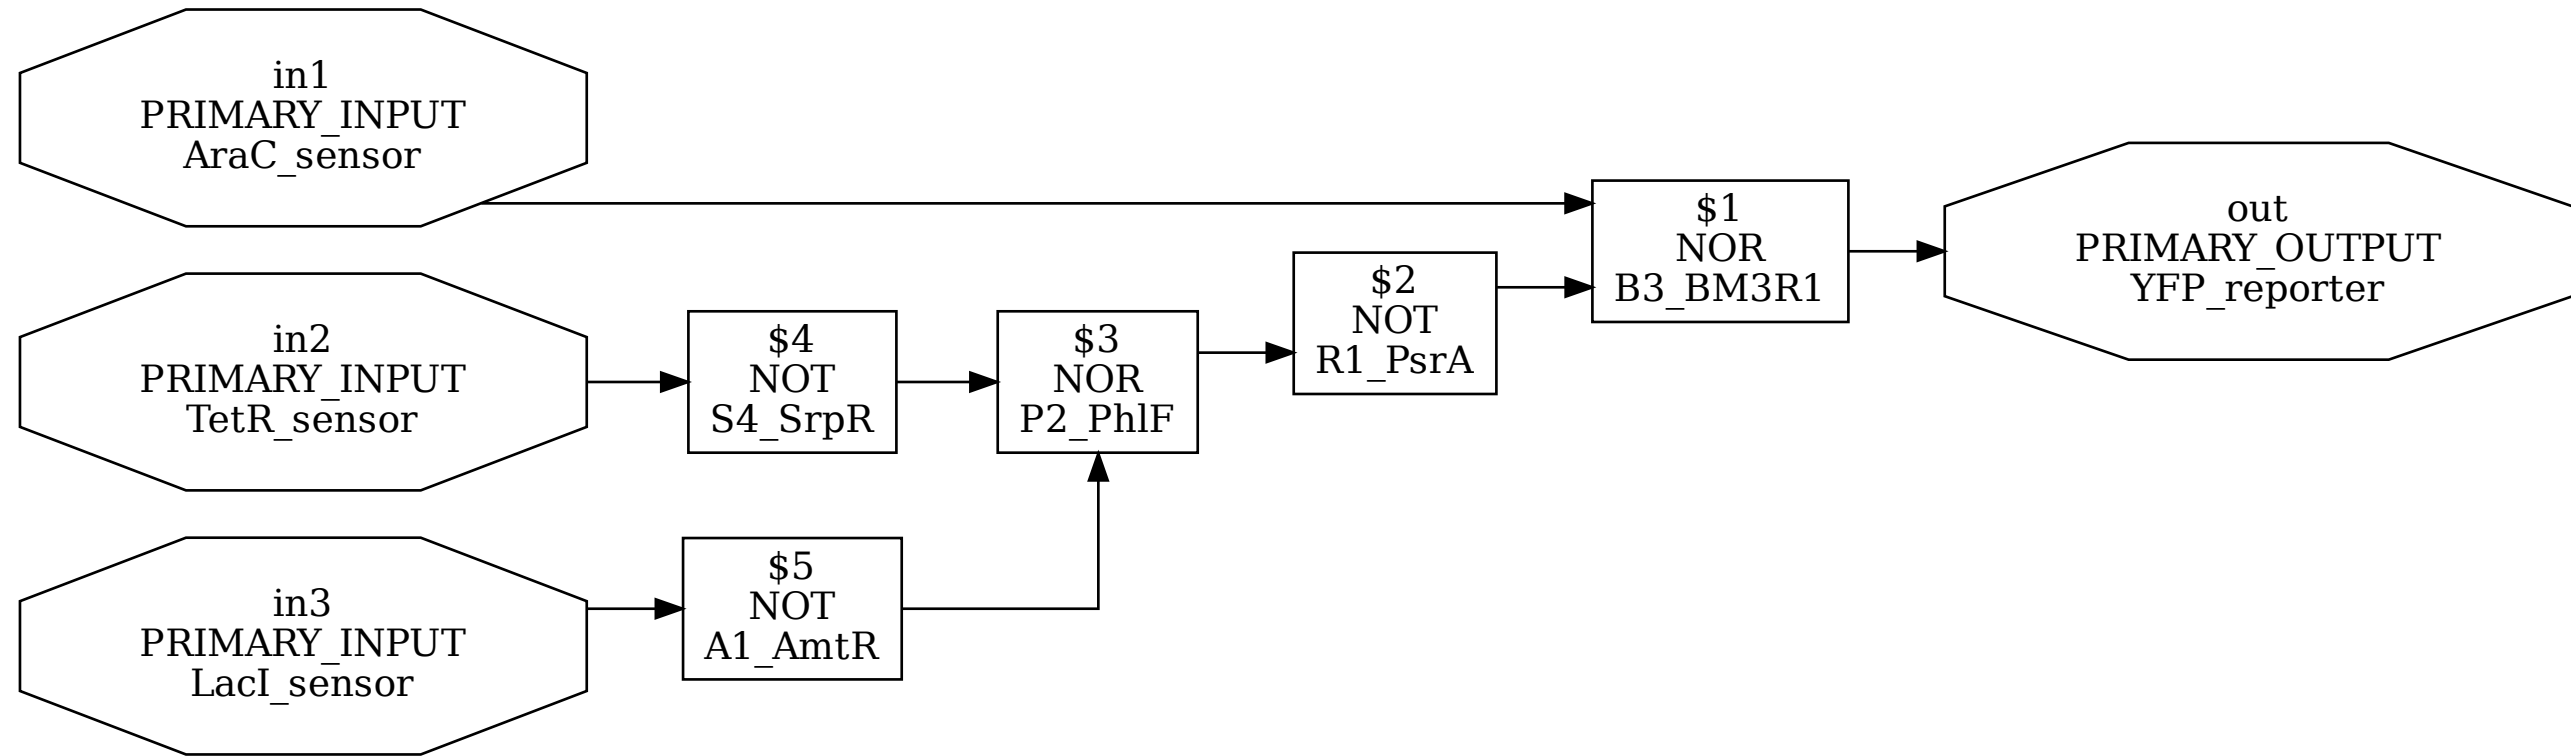 in1
PRIMARY_INPUT
AraC_sensor
in2
PRIMARY_INPUT
TetR_sensor
in3
PRIMARY_INPUT
LacI_sensor
$4
NOT
S4_SrpR
$5
NOT
A1_AmtR
$3
NOR
P2_PhlF
$2
NOT
R1_PsrA
$1
NOR
B3_BM3R1
out
PRIMARY_OUTPUT
YFP_reporter